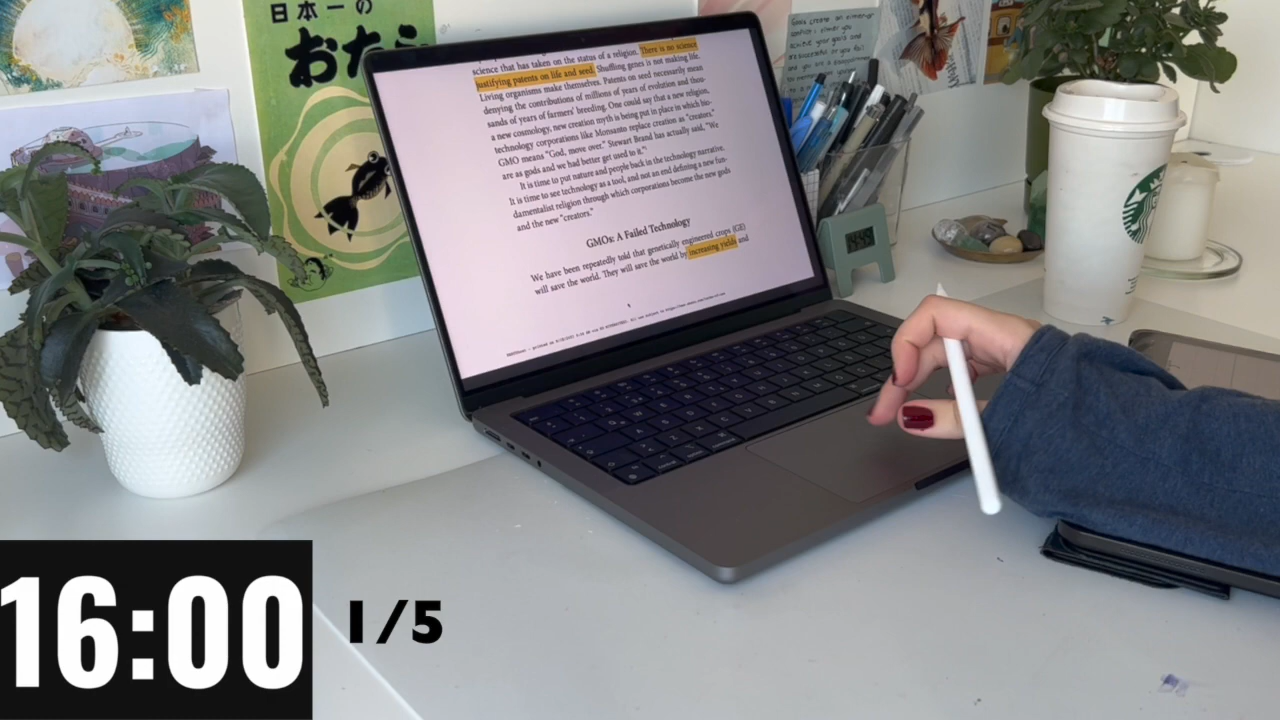 日本一の
おたら
science that has taken on the status of a religion. There is no science
justifying patents on life and seed. Shuffling genes is not making life.
Living organisms make themselves. Patents on seed necessarily mean
denying the contributions of millions of years of evolution and thou-
sands of years of farmers' breeding. One could say that a new religion,
a new cosmology, new creation myth is being put in place in which bio-
technology corporations like Monsanto replace creation as "creators."
GMO means "God, move over." Stewart Brand has actually said, "We
are as gods and we had better get used to it."
It is time to put nature and people back in the technology narrative.
It is time to see technology as a tool, and not an end defining a new fun-
damentalist religion through which corporations become the new gods
and the new "creators."
GMOs: A Failed Technology
We have been repeatedly told that genetically engineered crops (GE)
will save the world. They will save the world by increasing yields and
achieve your goals and
16:00
1/5